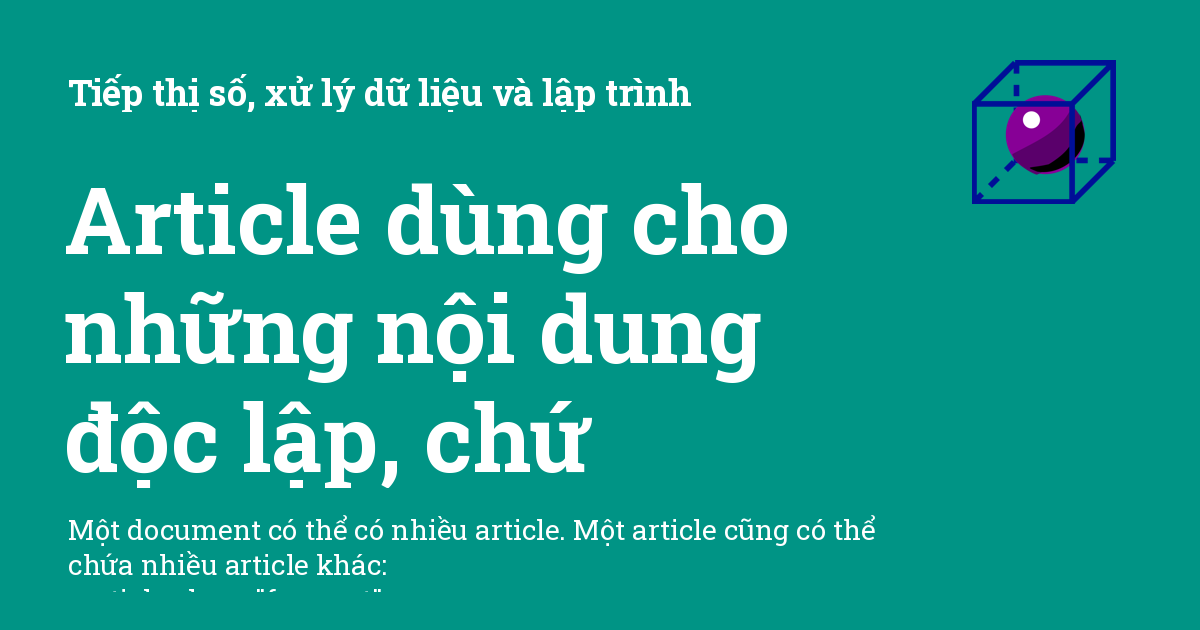 Tiếp thị số, xử lý dữ liệu và lập trình
Article dùng cho
những nội dung
độc lập, chứ
Một document có thể có nhiều article. Một article cũng có thể
chứa nhiều article khác: